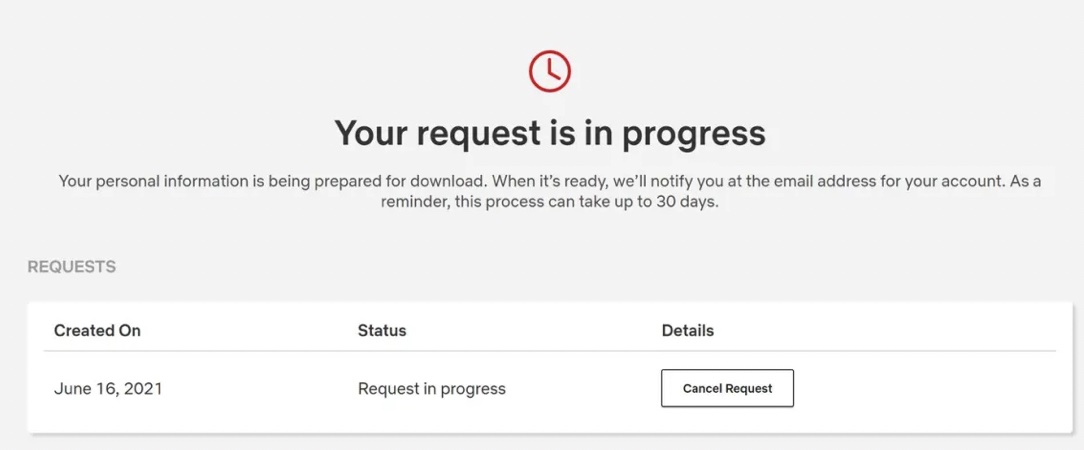 Your request is in progress
Your personal information is being prepared for download. When it's ready, we'll notify you at the email address for your account. As a
reminder, this process can take up to 30 days.
REQUESTS
Created On Status Details
June 16, 2021 Request in progress Cancel Request